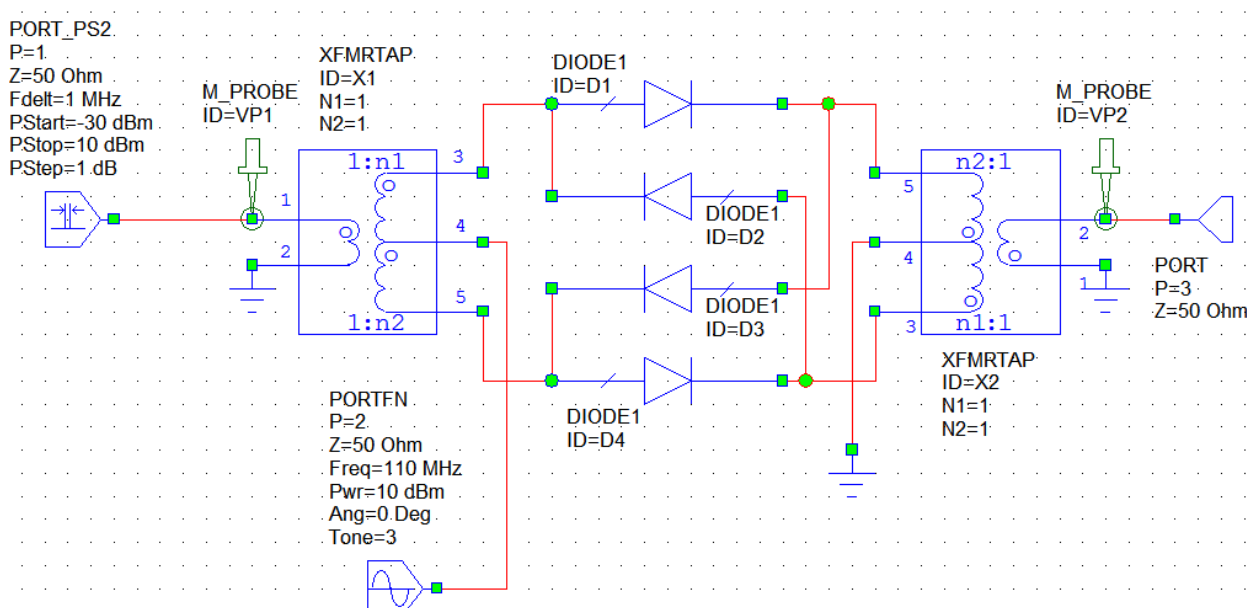 PORT_PS2
P=1
Z=50 Ohm
Fdelt=1 MHz
PStart=-30 dBm
PStop=10 dBm
PStep=1 dB
M_PROBE
ID=VP1
XFMRTAP
ID=X1
N1=1
N2=1
1:n1
1:n2
1
2
3
4
5
DIODE1
ID=D1
DIODE1
ID=D2
DIODE1
ID=D3
DIODE1
ID=D4
PORTFN
P=2
Z=50 Ohm
Freq=110 MHz
Pwr=10 dBm
Ang=0 Deg
Tone=3
n2:1
n1:1
5
4
3
2
1
XFMRTAP
ID=X2
N1=1
N2=1
M_PROBE
ID=VP2
PORT
P=3
Z=50 Ohm